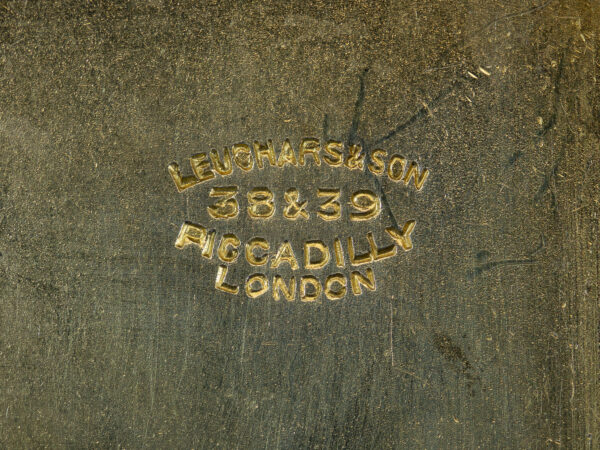 LEUCHARS & SON
38 & 39
PICCADILLY
LONDON